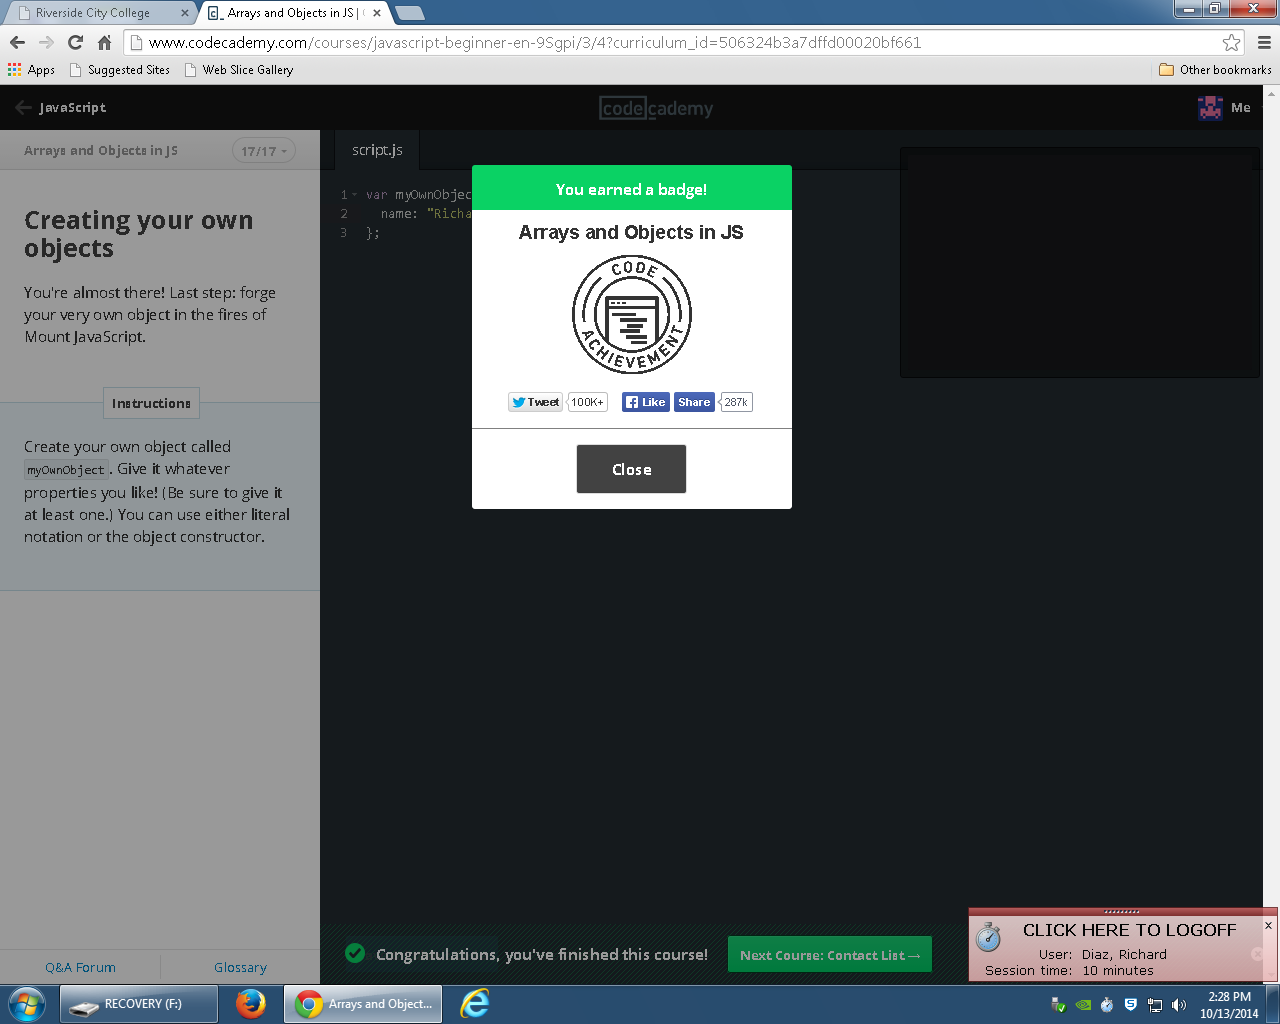 Riverside City College
Arrays and Objects in JS |
www.codecademy.com/courses/javascript-beginner-en-9Sgpi/3/4?curriculum_id=506324b3a7dffd00020bf661
Apps Suggested Sites Web Slice Gallery Other bookmarks
JavaScript
codecademy
Me
Arrays and Objects in JS 17/17
script.js
Creating your own
objects
You're almost there! Last step: forge
your very own object in the fires of
Mount JavaScript.
Instructions
Create your own object called
myOwnObject. Give it whatever
properties you like! (Be sure to give it
at least one.) You can use either literal
notation or the object constructor.
Q&A Forum Glossary
1 var myOwnObjec
2 name: "Richa
3 };
You earned a badge!
Arrays and Objects in JS
CODE
ACHIEVEMENT
Tweet 100K+ Like Share 287k
Close
Congratulations, you've finished this course!
Next Course: Contact List →
CLICK HERE TO LOGOFF
User: Diaz, Richard
Session time: 10 minutes
RECOVERY (F:)
Arrays and Object...
2:28 PM
10/13/2014